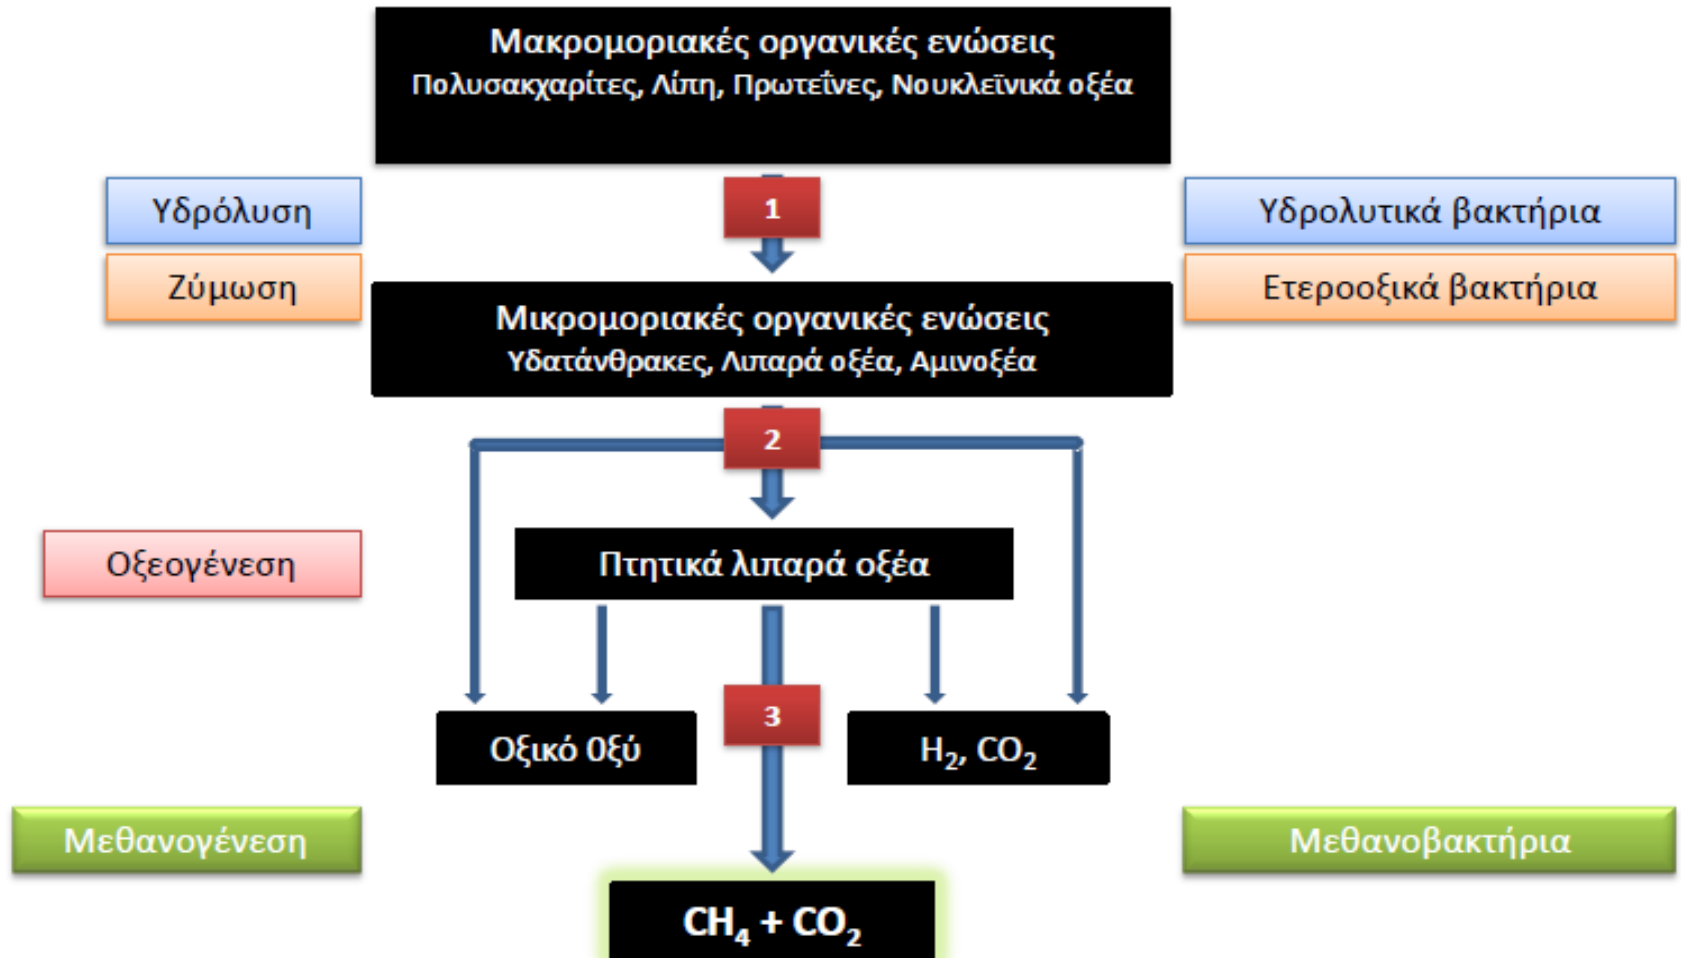 Μακρομοριακές οργανικές ενώσεις
Πολυσακχαρίτες, Λίπη, Πρωτεΐνες, Νουκλεϊνικά οξέα
Υδρόλυση
1
Υδρολυτικά βακτήρια
Ζύμωση
Ετεροοξικά βακτήρια
Μικρομοριακές οργανικές ενώσεις
Υδατάνθρακες, Λιπαρά οξέα, Αμινοξέα
2
Οξεογένεση
Πτητικά λιπαρά οξέα
3
Οξικό 0ξύ
H₂, CO₂
Μεθανογένεση
Μεθανοβακτήρια
CH₄ + CO₂